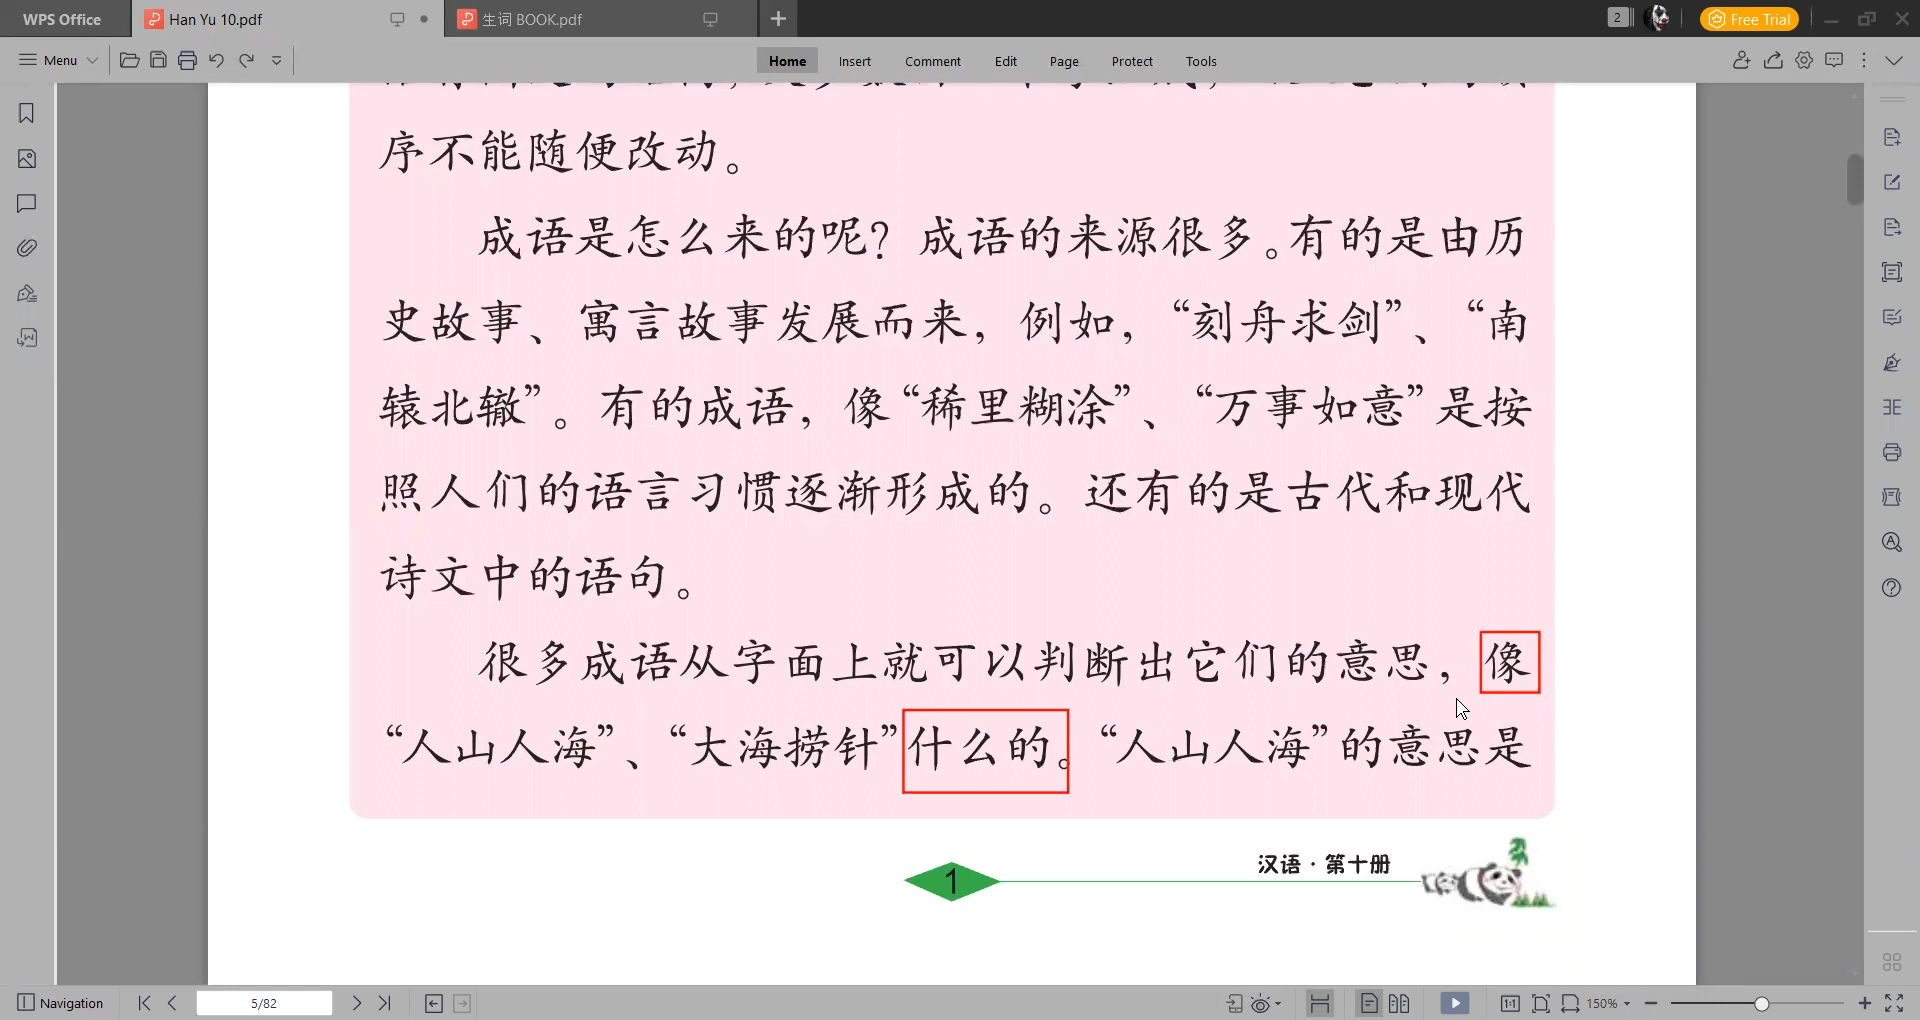 WPS Office
Han Yu 10.pdf
生词 BOOK.pdf
2
Free Trial
Menu
Home
Insert
Comment
Edit
Page
Protect
Tools
序不能随便改动。
成语是怎么来的呢？成语的来源很多。有的是由历
史故事、寓言故事发展而来，例如，“刻舟求剑”、“南
辕北辙”。有的成语，像“稀里糊涂”、“万事如意”是按
照人们的语言习惯逐渐形成的。还有的是古代和现代
诗文中的语句。
很多成语从字面上就可以判断出它们的意思，像
“人山人海”、“大海捞针”什么的。“人山人海”的意思是
1
汉语·第十册
Navigation
5/82
1:1
150%